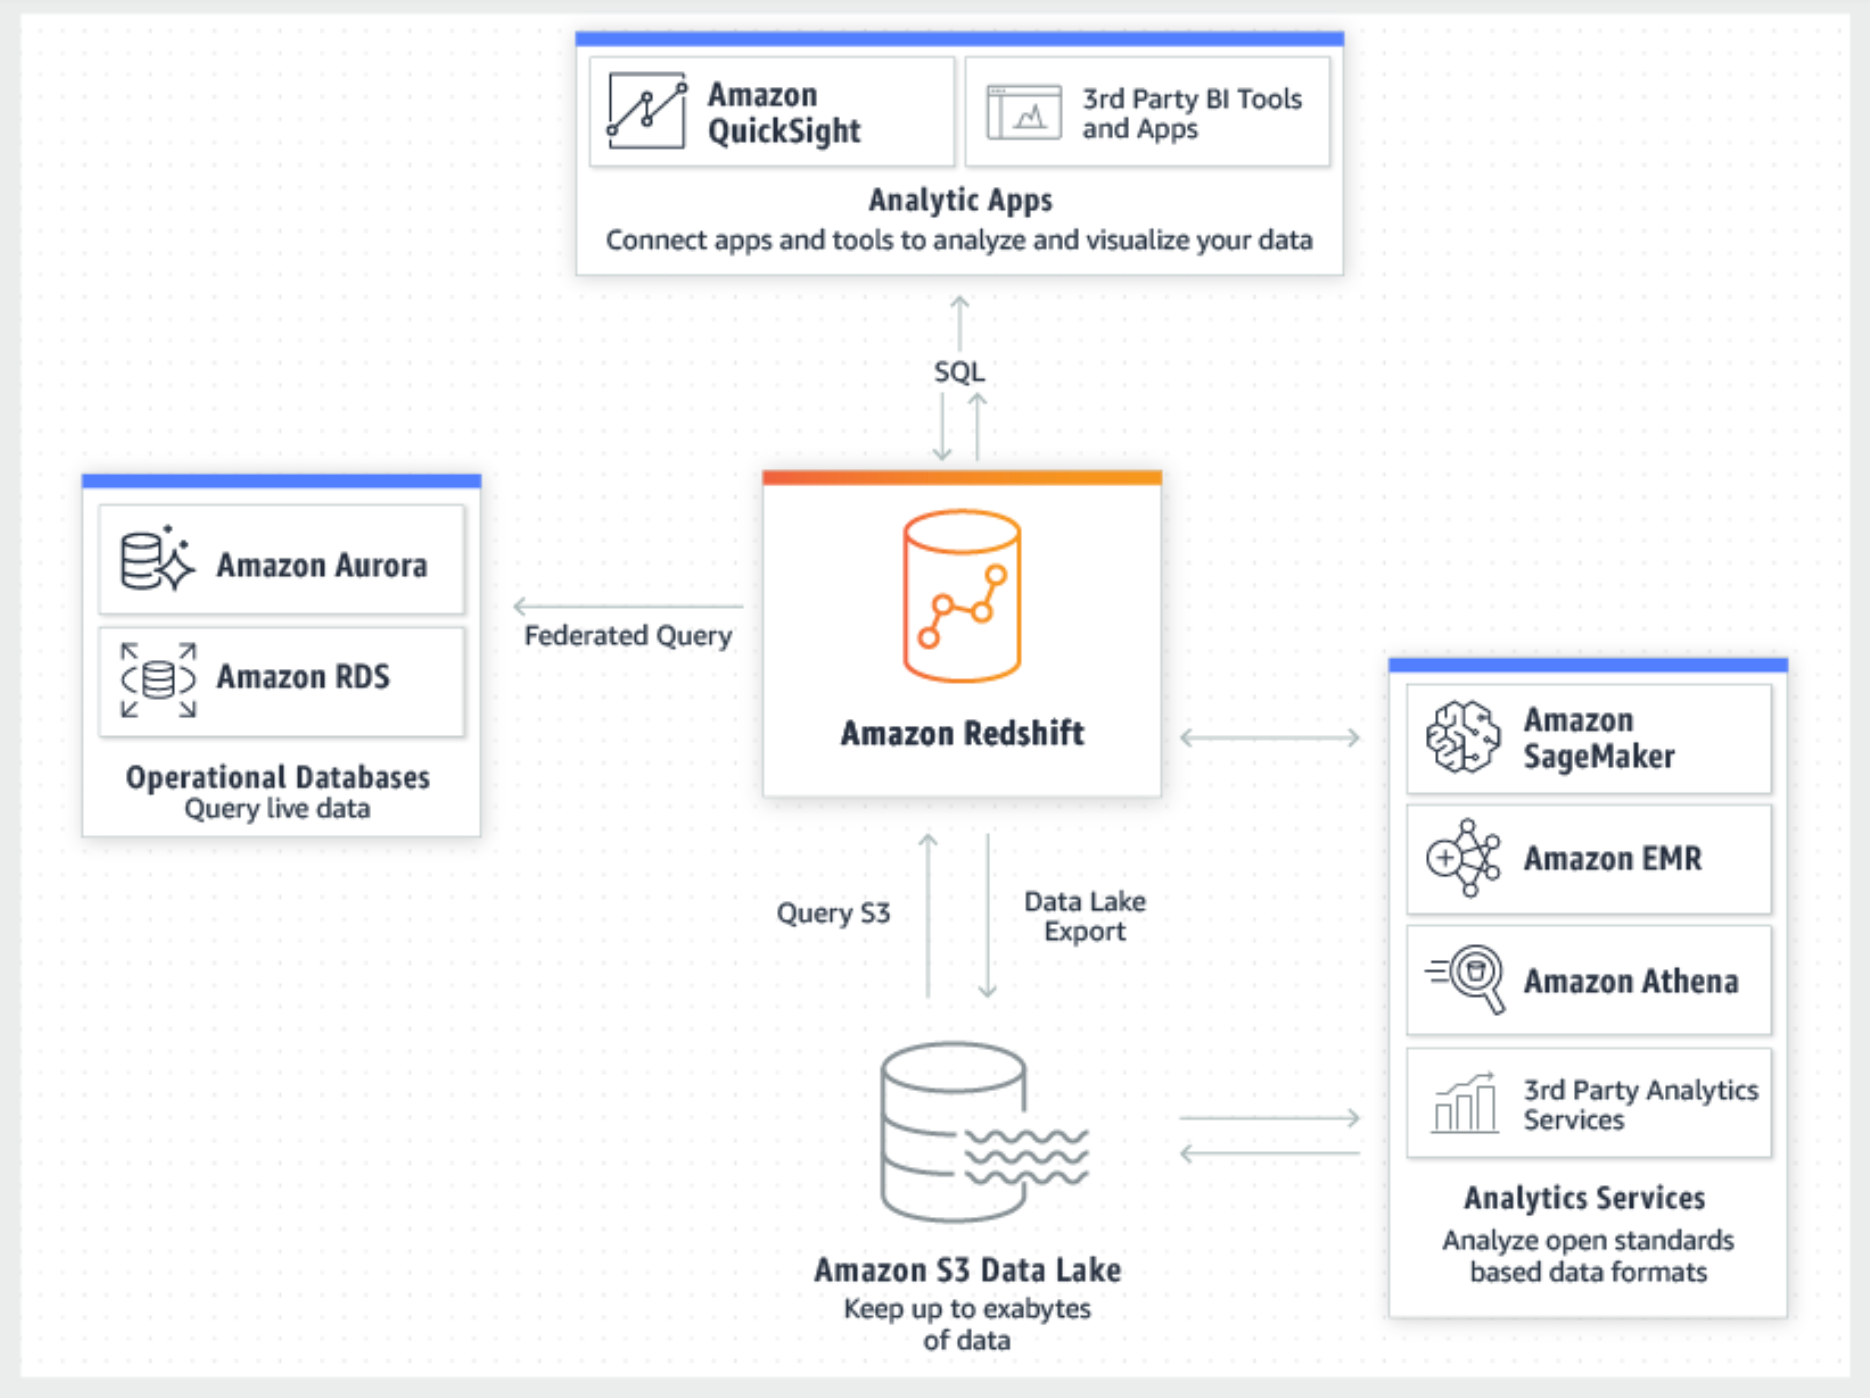 Amazon
QuickSight
3rd Party BI Tools
and Apps
Analytic Apps
Connect apps and tools to analyze and visualize your data
SQL
Amazon Aurora
Amazon RDS
Operational Databases
Query live data
Federated Query
Amazon Redshift
Query S3
Data Lake
Export
Amazon S3 Data Lake
Keep up to exabytes
of data
Amazon
SageMaker
Amazon EMR
Amazon Athena
3rd Party Analytics
Services
Analytics Services
Analyze open standards
based data formats